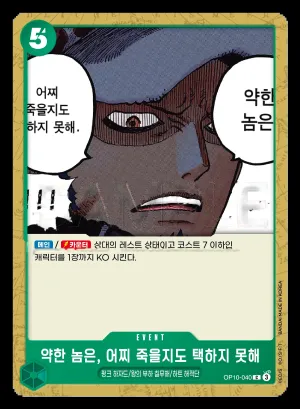 5
어찌
죽을지도
하지 못해.
약한
놈은
메인 / 카운터 상대의 레스트 상태이고 코스트 7 이하인
캐릭터를 1장까지 KO 시킨다.
EVENT
약한 놈은, 어찌 죽을지도 택하지 못해
OP10-040 R 3